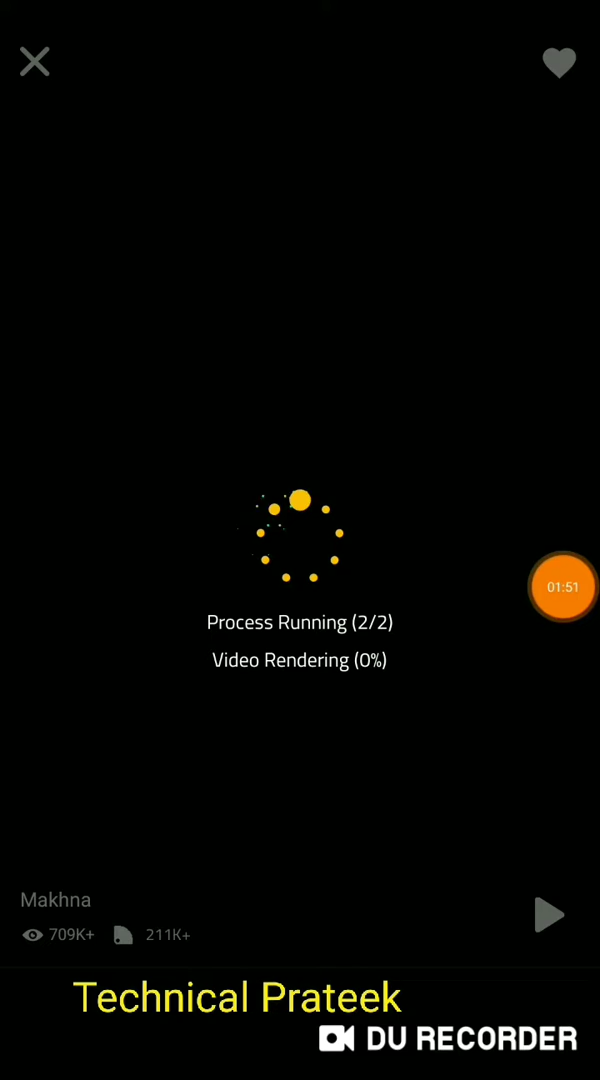 01:51
Process Running (2/2)
Video Rendering (0%)
Makhna
709K+ 211K+
Technical Prateek
DU RECORDER